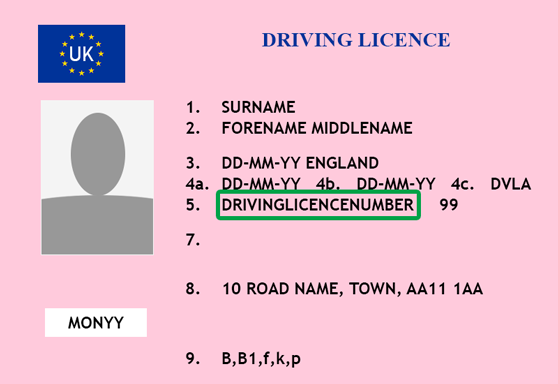 UK
DRIVING LICENCE
1. SURNAME
2. FORENAME MIDDLENAME
3. DD-MM-YY ENGLAND
4a. DD-MM-YY 4b. DD-MM-YY 4c. DVLA
5. DRIVINGLICENCENUMBER 99
7.
8. 10 ROAD NAME, TOWN, AA11 1AA
MONYY
9. B,B1,f,k,p